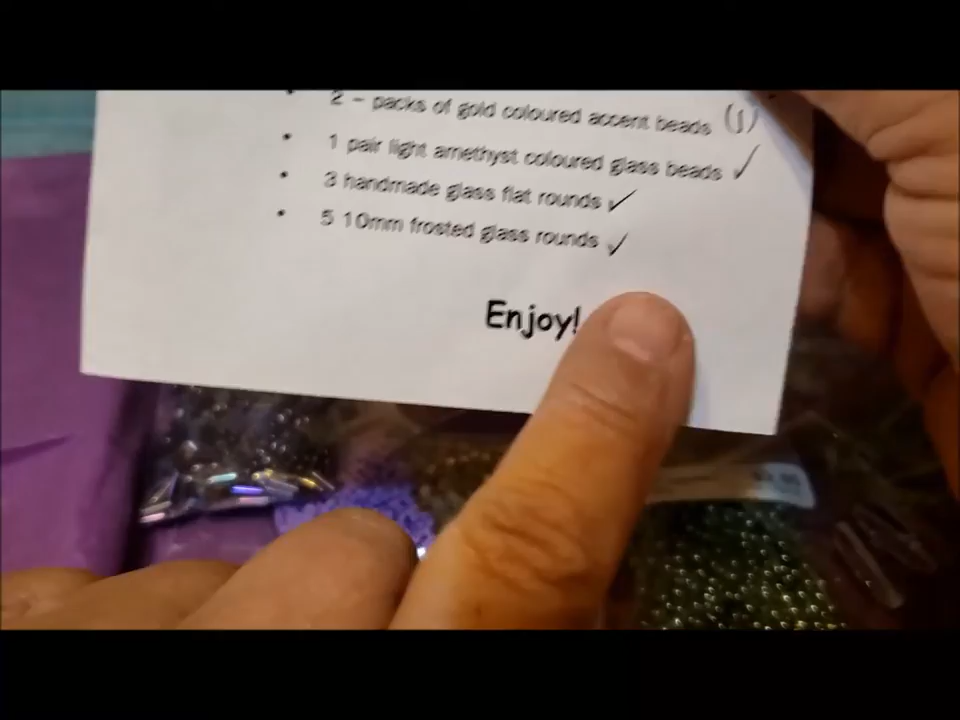 • 2 – packs of gold coloured accent beads (1)
• 1 pair light amethyst coloured glass beads ✓
• 3 handmade glass flat rounds ✓
• 5 10mm frosted glass rounds ✓
Enjoy!